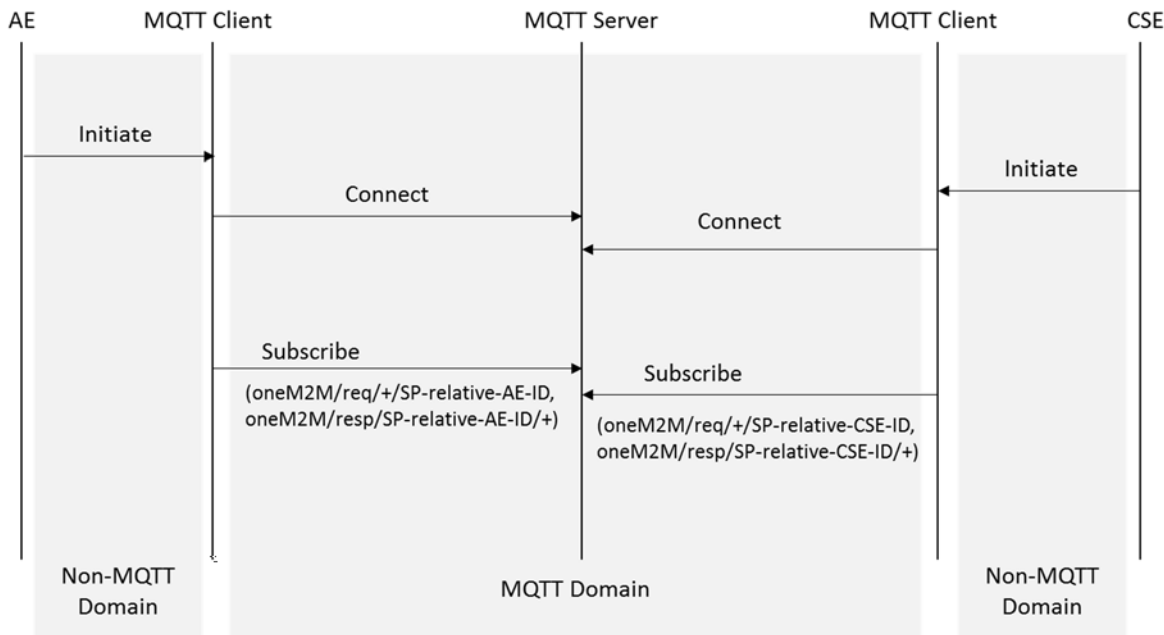 AE
MQTT Client
MQTT Server
MQTT Client
CSE
Initiate
Initiate
Connect
Connect
Subscribe
(oneM2M/req/+/SP-relative-AE-ID,
oneM2M/resp/SP-relative-AE-ID/+)
Subscribe
(oneM2M/req/+/SP-relative-CSE-ID,
oneM2M/resp/SP-relative-CSE-ID/+)
Non-MQTT
Domain
MQTT Domain
Non-MQTT
Domain